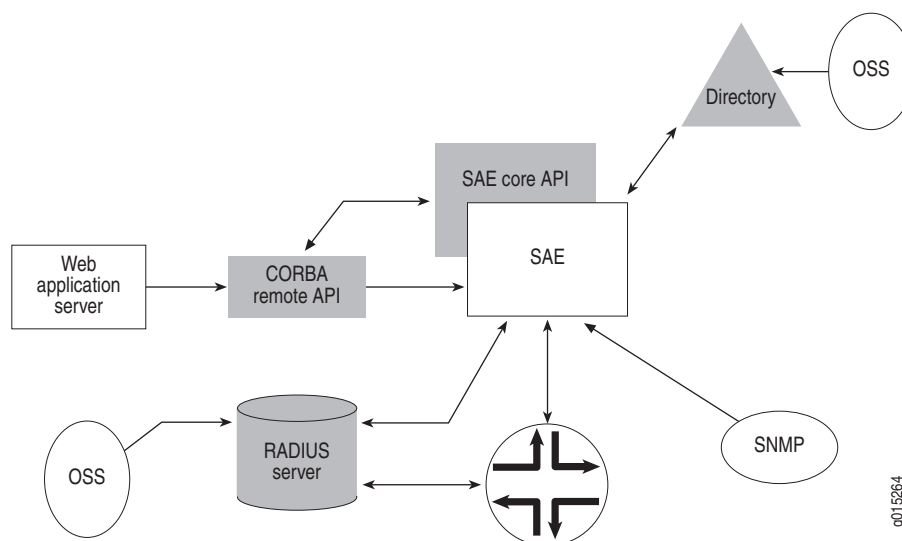 OSS
Directory
SAE core API
SAE
Web
application
server
CORBA
remote API
OSS
RADIUS
server
SNMP
g015264